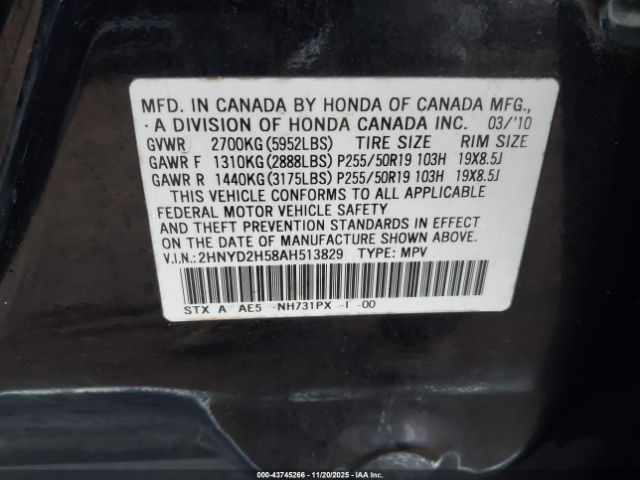 MFD. IN CANADA BY HONDA OF CANADA MFG.,
A DIVISION OF HONDA CANADA INC. 03/'10
GVWR 2700KG(5952LBS) TIRE SIZE RIM SIZE
GAWR F 1310KG(2888LBS) P255/50R19 103H 19X8.5J
GAWR R 1440KG(3175LBS) P255/50R19 103H 19X8.5J
THIS VEHICLE CONFORMS TO ALL APPLICABLE
FEDERAL MOTOR VEHICLE SAFETY
AND THEFT PREVENTION STANDARDS IN EFFECT
ON THE DATE OF MANUFACTURE SHOWN ABOVE.
V.I.N.:2HNYD2H58AH513829 TYPE: MPV
STX A AE5 -NH731PX -I -00
000-43745266 - 11/20/2025 - IAA Inc.